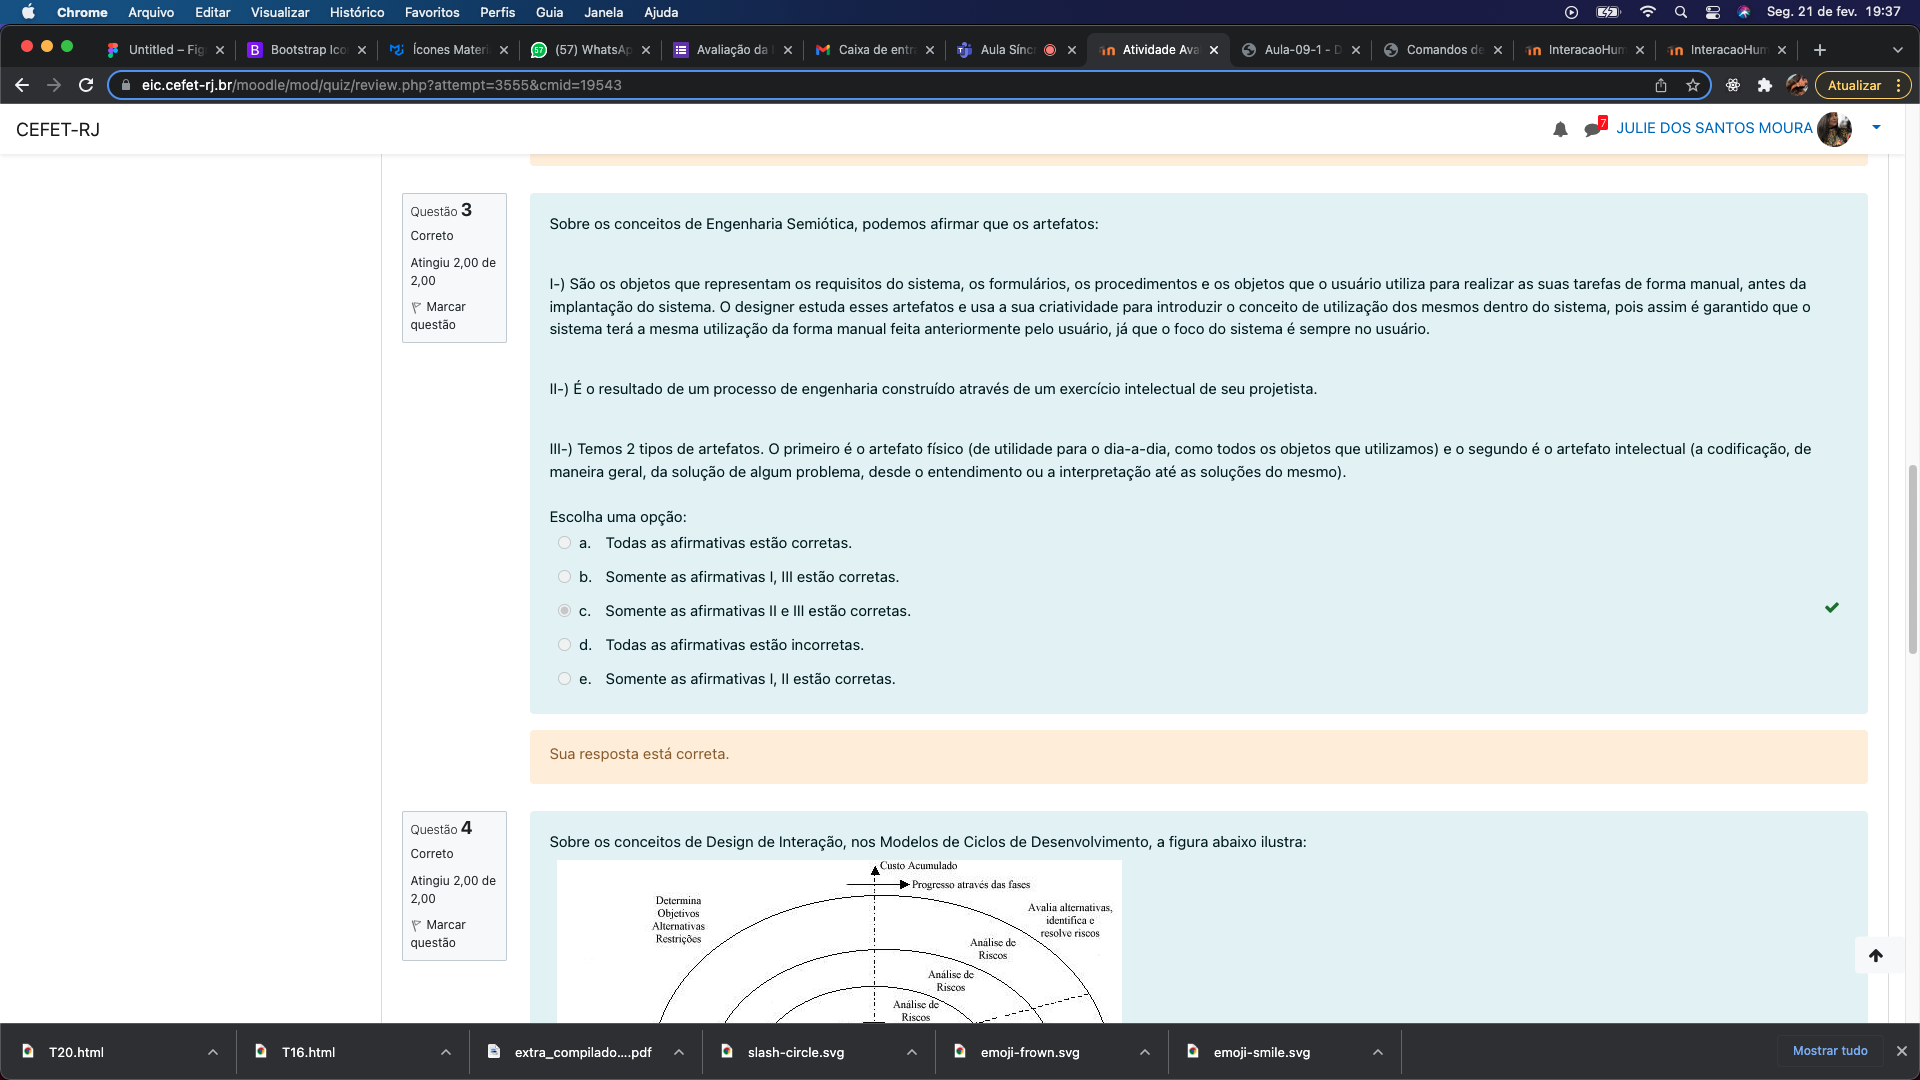 Chrome Arquivo Editar Visualizar Histórico Favoritos Perfis Guia Janela Ajuda Seg. 21 de fev. 19:37
Untitled – Fig Bootstrap Ico Ícones Materi (57) WhatsAp Avaliação da Caixa de entr Aula Sínc Atividade Ava Aula-09-1 - D Comandos de InteracaoHum InteracaoHum
eic.cefet-rj.br/moodle/mod/quiz/review.php?attempt=3555&cmid=19543 Atualizar
CEFET-RJ 7 JULIE DOS SANTOS MOURA
Questão 3
Correto
Atingiu 2,00 de
2,00
Marcar
questão
Sobre os conceitos de Engenharia Semiótica, podemos afirmar que os artefatos:
I-) São os objetos que representam os requisitos do sistema, os formulários, os procedimentos e os objetos que o usuário utiliza para realizar as suas tarefas de forma manual, antes da
implantação do sistema. O designer estuda esses artefatos e usa a sua criatividade para introduzir o conceito de utilização dos mesmos dentro do sistema, pois assim é garantido que o
sistema terá a mesma utilização da forma manual feita anteriormente pelo usuário, já que o foco do sistema é sempre no usuário.
II-) É o resultado de um processo de engenharia construído através de um exercício intelectual de seu projetista.
III-) Temos 2 tipos de artefatos. O primeiro é o artefato físico (de utilidade para o dia-a-dia, como todos os objetos que utilizamos) e o segundo é o artefato intelectual (a codificação, de
maneira geral, da solução de algum problema, desde o entendimento ou a interpretação até as soluções do mesmo).
Escolha uma opção:
a. Todas as afirmativas estão corretas.
b. Somente as afirmativas I, III estão corretas.
c. Somente as afirmativas II e III estão corretas.
d. Todas as afirmativas estão incorretas.
e. Somente as afirmativas I, II estão corretas.
Sua resposta está correta.
Questão 4
Correto
Atingiu 2,00 de
2,00
Marcar
questão
Sobre os conceitos de Design de Interação, nos Modelos de Ciclos de Desenvolvimento, a figura abaixo ilustra:
Custo Acumulado
Progresso através das fases
Determina
Objetivos
Alternativas
Restrições
Avalia alternativas,
identifica e
resolve riscos
Análise de
Riscos
Análise de
Riscos
Análise de
Riscos
T20.html T16.html extra_compilado....pdf slash-circle.svg emoji-frown.svg emoji-smile.svg Mostrar tudo